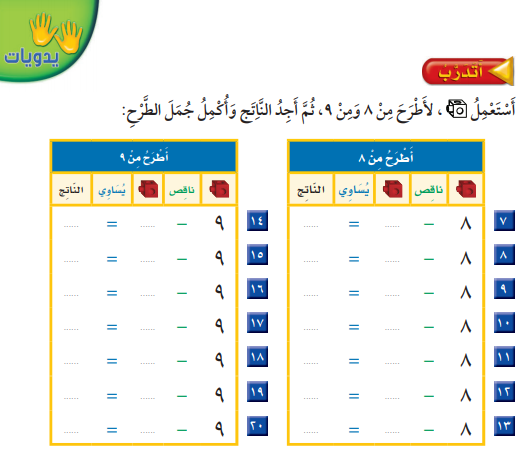 يدويات
أتدرب
أَسْتَعْمِلُ ، لأَطْرَحَ مِنْ ٨ وَمِنْ ٩، ثُمَّ أَجِدُ النَّاتِجَ وَأُكْمِلُ جُمَلَ الطَّرْحِ:
أَطْرَحُ مِنْ ٨
ناقِص يُسَاوِي النَّاتِج
٧ ٨ – ...... = ......
٨ ٨ – ...... = ......
٩ ٨ – ...... = ......
١٠ ٨ – ...... = ......
١١ ٨ – ...... = ......
١٢ ٨ – ...... = ......
١٣ ٨ – ...... = ......
أَطْرَحُ مِنْ ٩
ناقِص يُسَاوِي النَّاتِج
١٤ ٩ – ...... = ......
١٥ ٩ – ...... = ......
١٦ ٩ – ...... = ......
١٧ ٩ – ...... = ......
١٨ ٩ – ...... = ......
١٩ ٩ – ...... = ......
٢٠ ٩ – ...... = ......